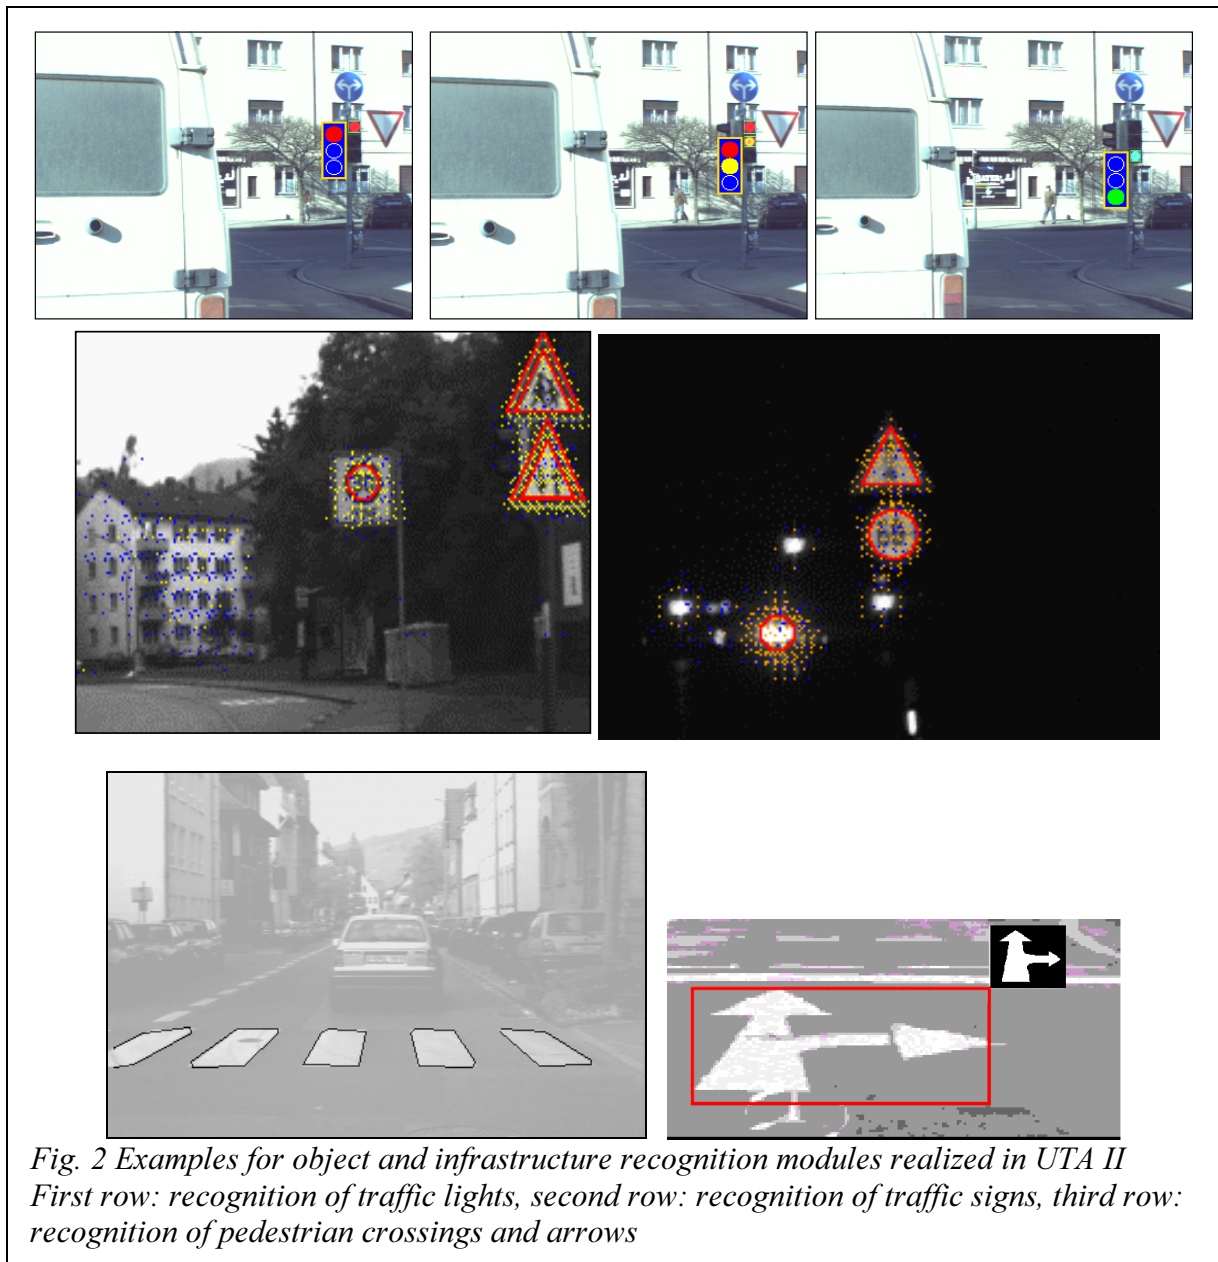 Fig. 2 Examples for object and infrastructure recognition modules realized in UTA II
First row: recognition of traffic lights, second row: recognition of traffic signs, third row:
recognition of pedestrian crossings and arrows